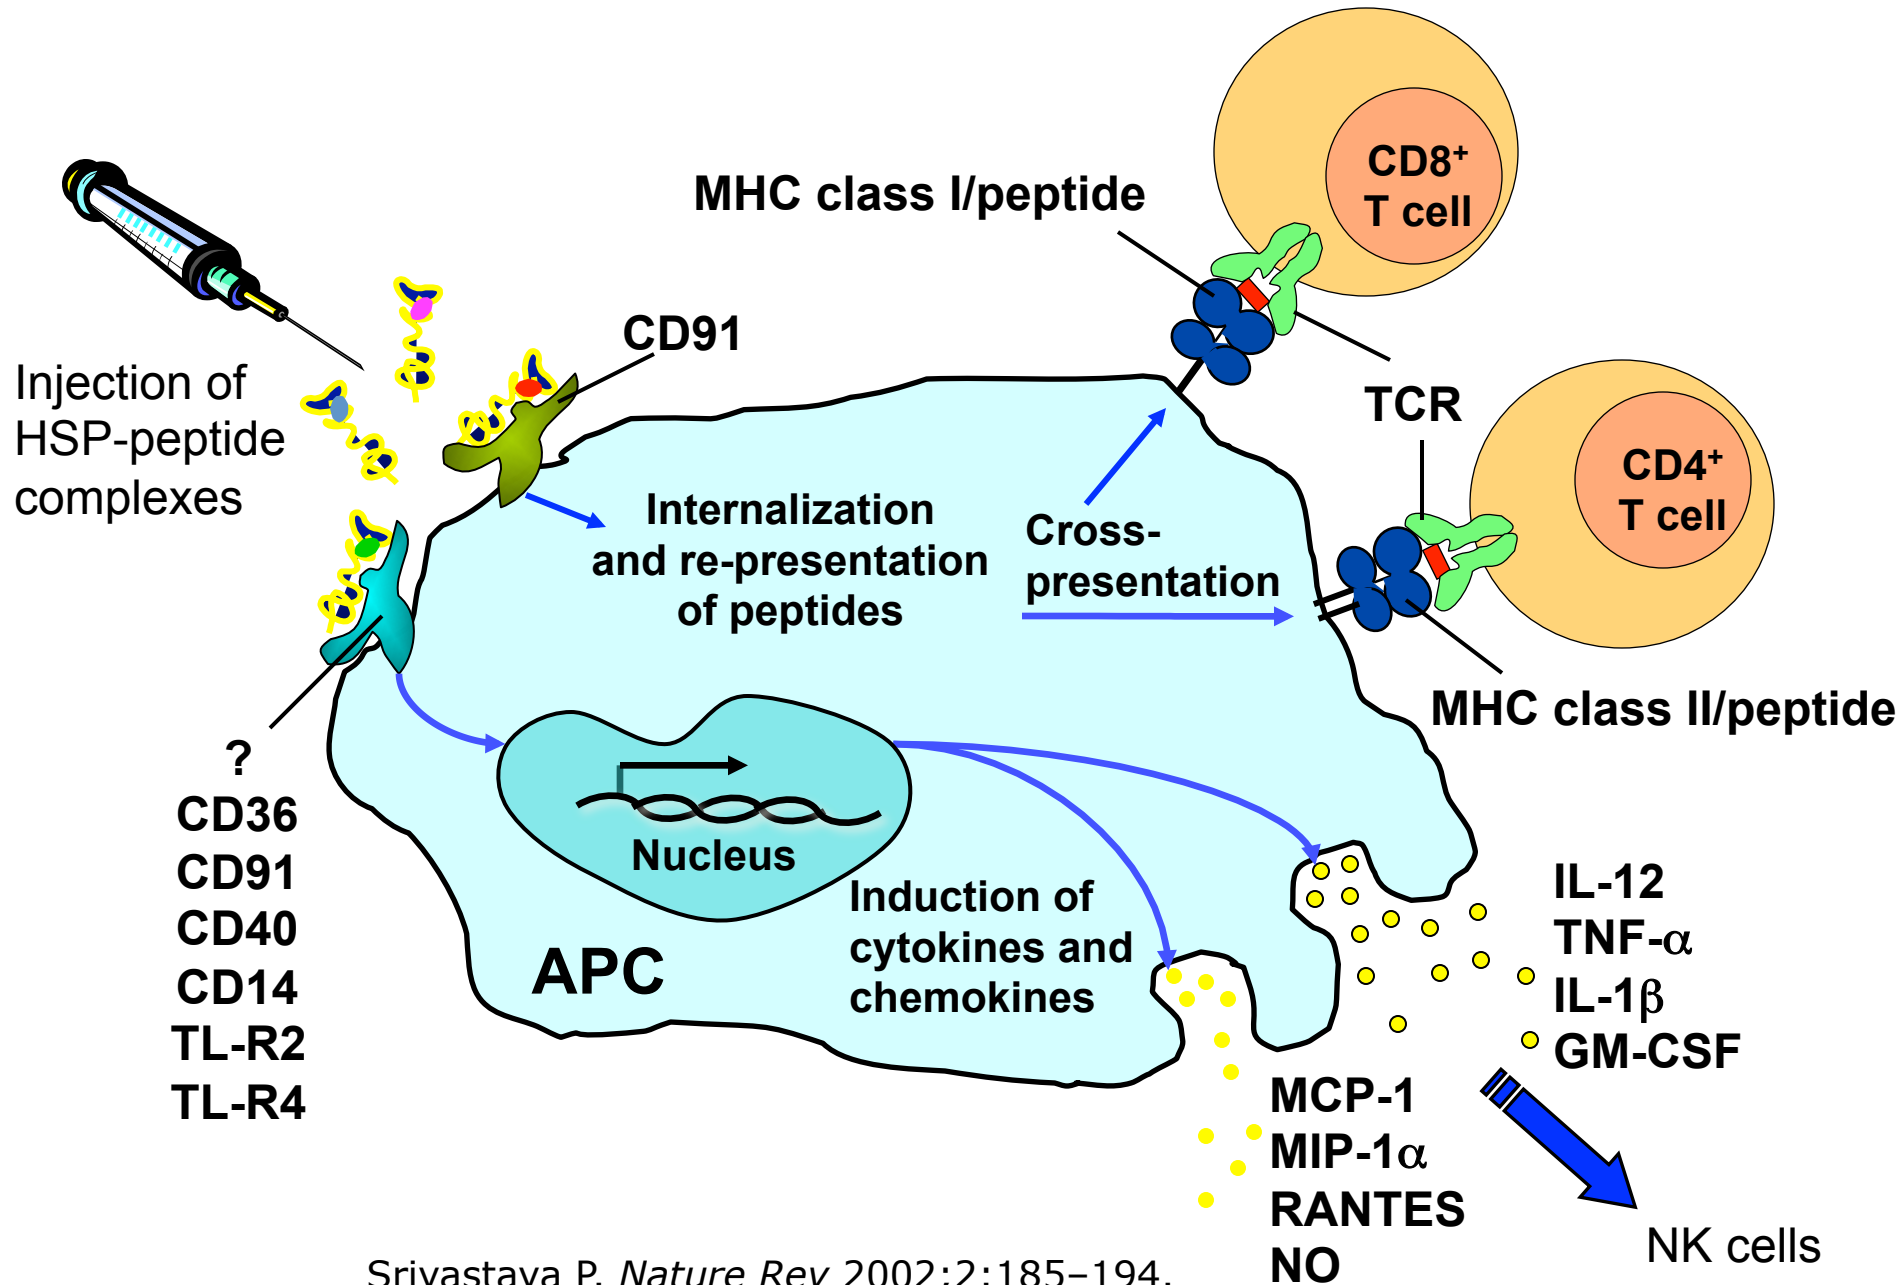 MHC class I/peptide
CD8+
T cell
CD91
Injection of
HSP-peptide
complexes
TCR
CD4+
T cell
Internalization
and re-presentation
of peptides
Cross-
presentation
MHC class II/peptide
?
CD36
CD91
CD40
CD14
TL-R2
TL-R4
Nucleus
APC
Induction of
cytokines and
chemokines
IL-12
TNF-α
IL-1β
GM-CSF
MCP-1
MIP-1α
RANTES
NO
NK cells
Srivastava P. Nature Rev 2002;2:185–194.